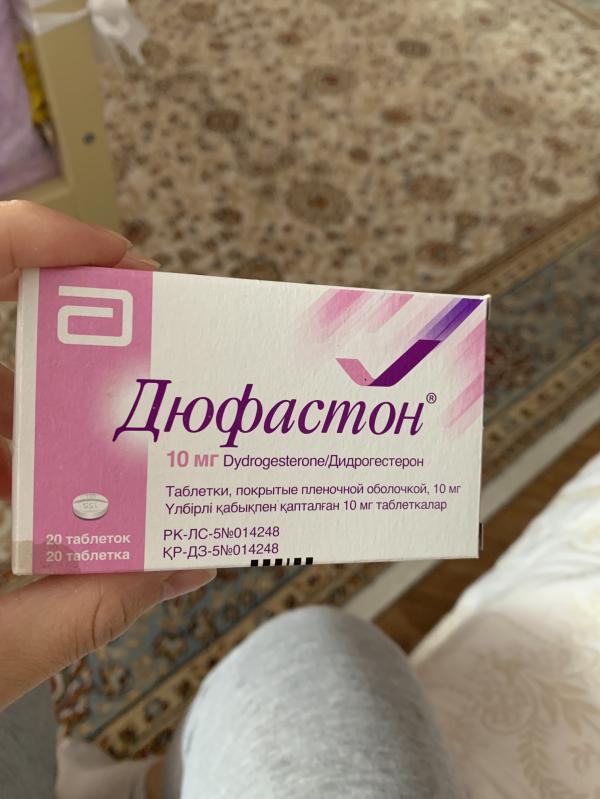 Дюфастон®
10 мг Dydrogesterone/Дидрогестерон
Таблетки, покрытые пленочной оболочкой, 10 мг
Үлбірлі қабықпен қапталған 10 мг таблеткалар
20 таблеток
20 таблетка
РК-ЛС-5№014248
ҚР-ДЗ-5№014248
155